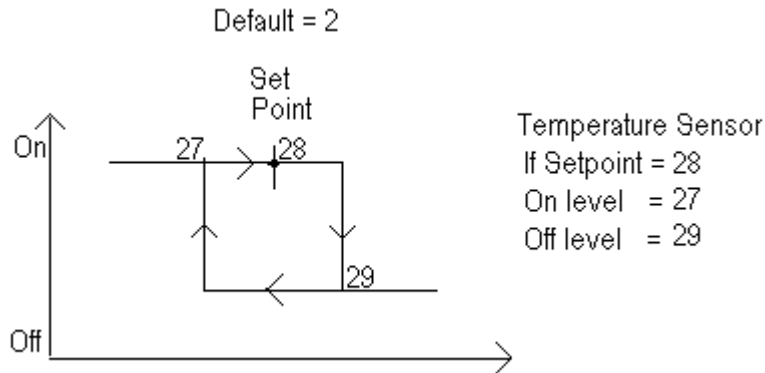 Default = 2
Set
Point
On
27
28
29
Off
Temperature Sensor
If Setpoint = 28
On level = 27
Off level = 29